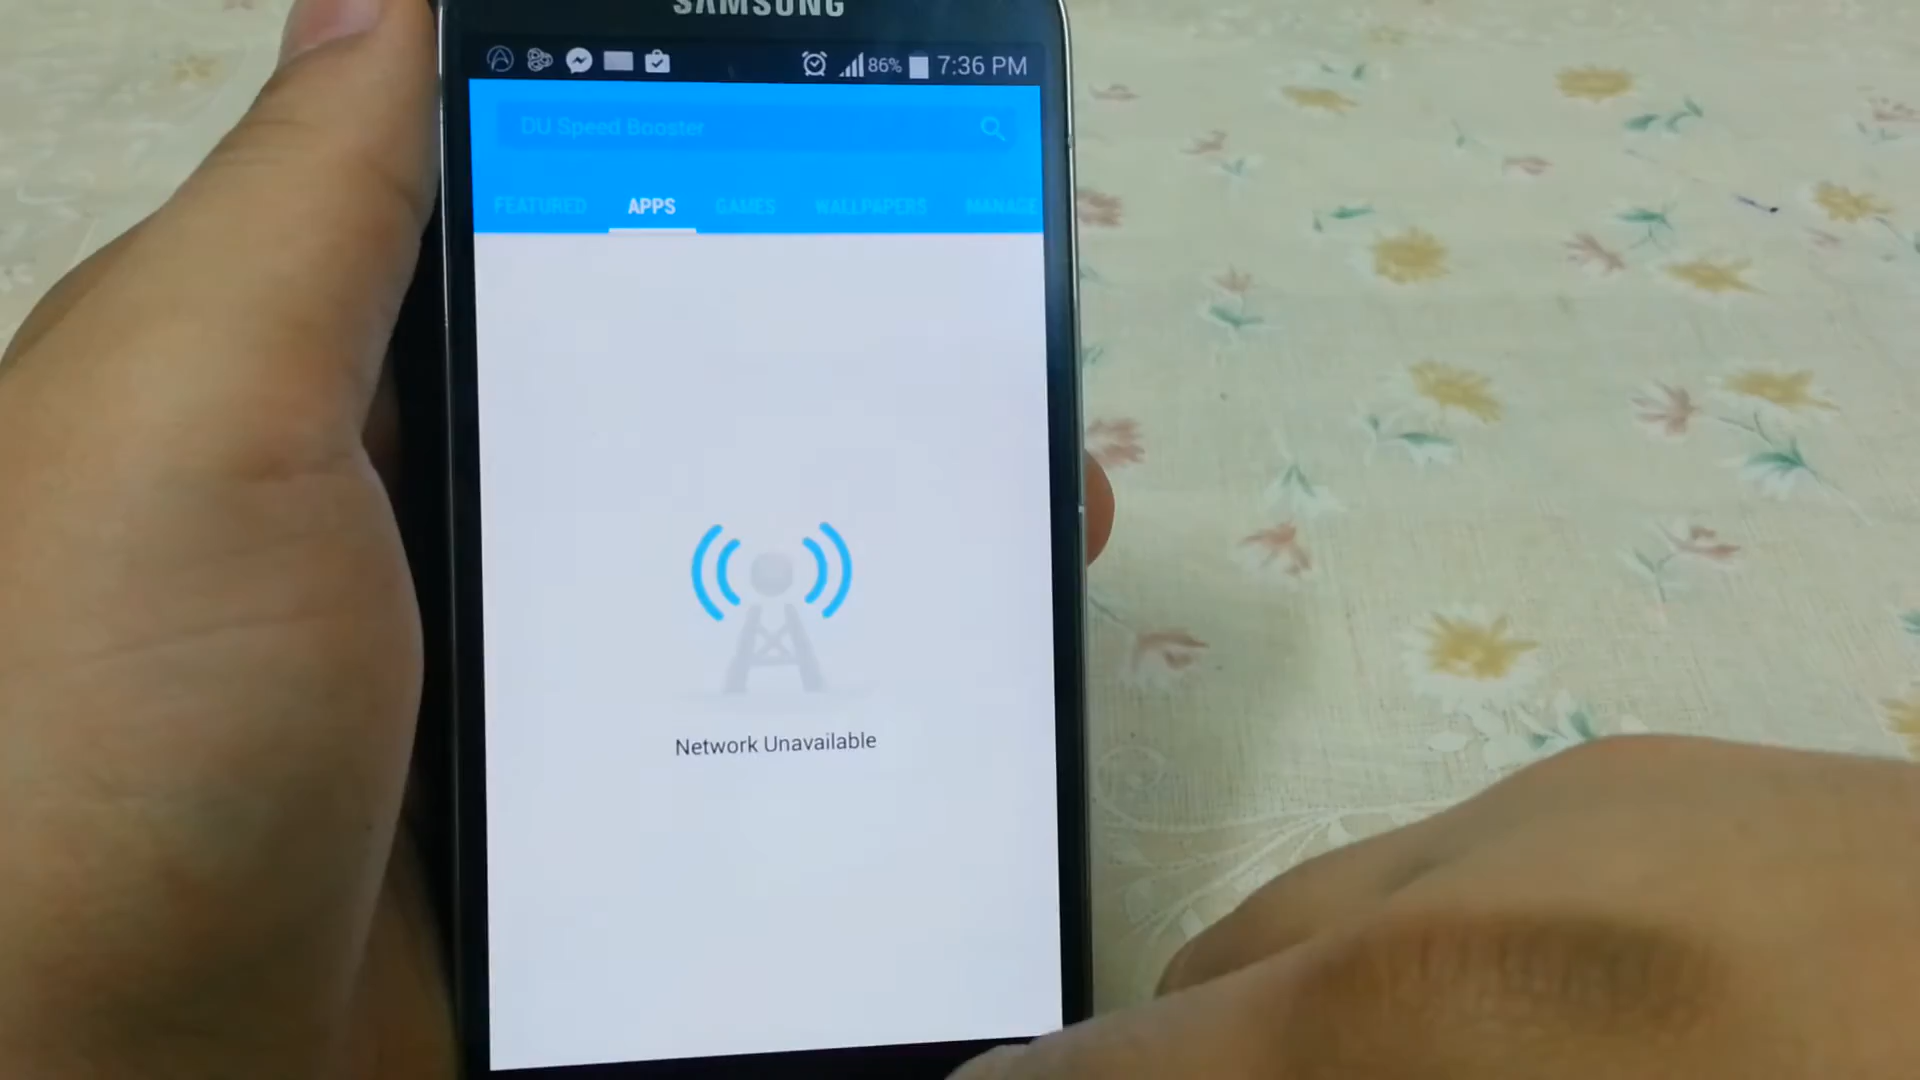 SAMSUNG
86% 7:36 PM
DU Speed Booster
FEATURED APPS GAMES WALLPAPERS MANAGE
Network Unavailable